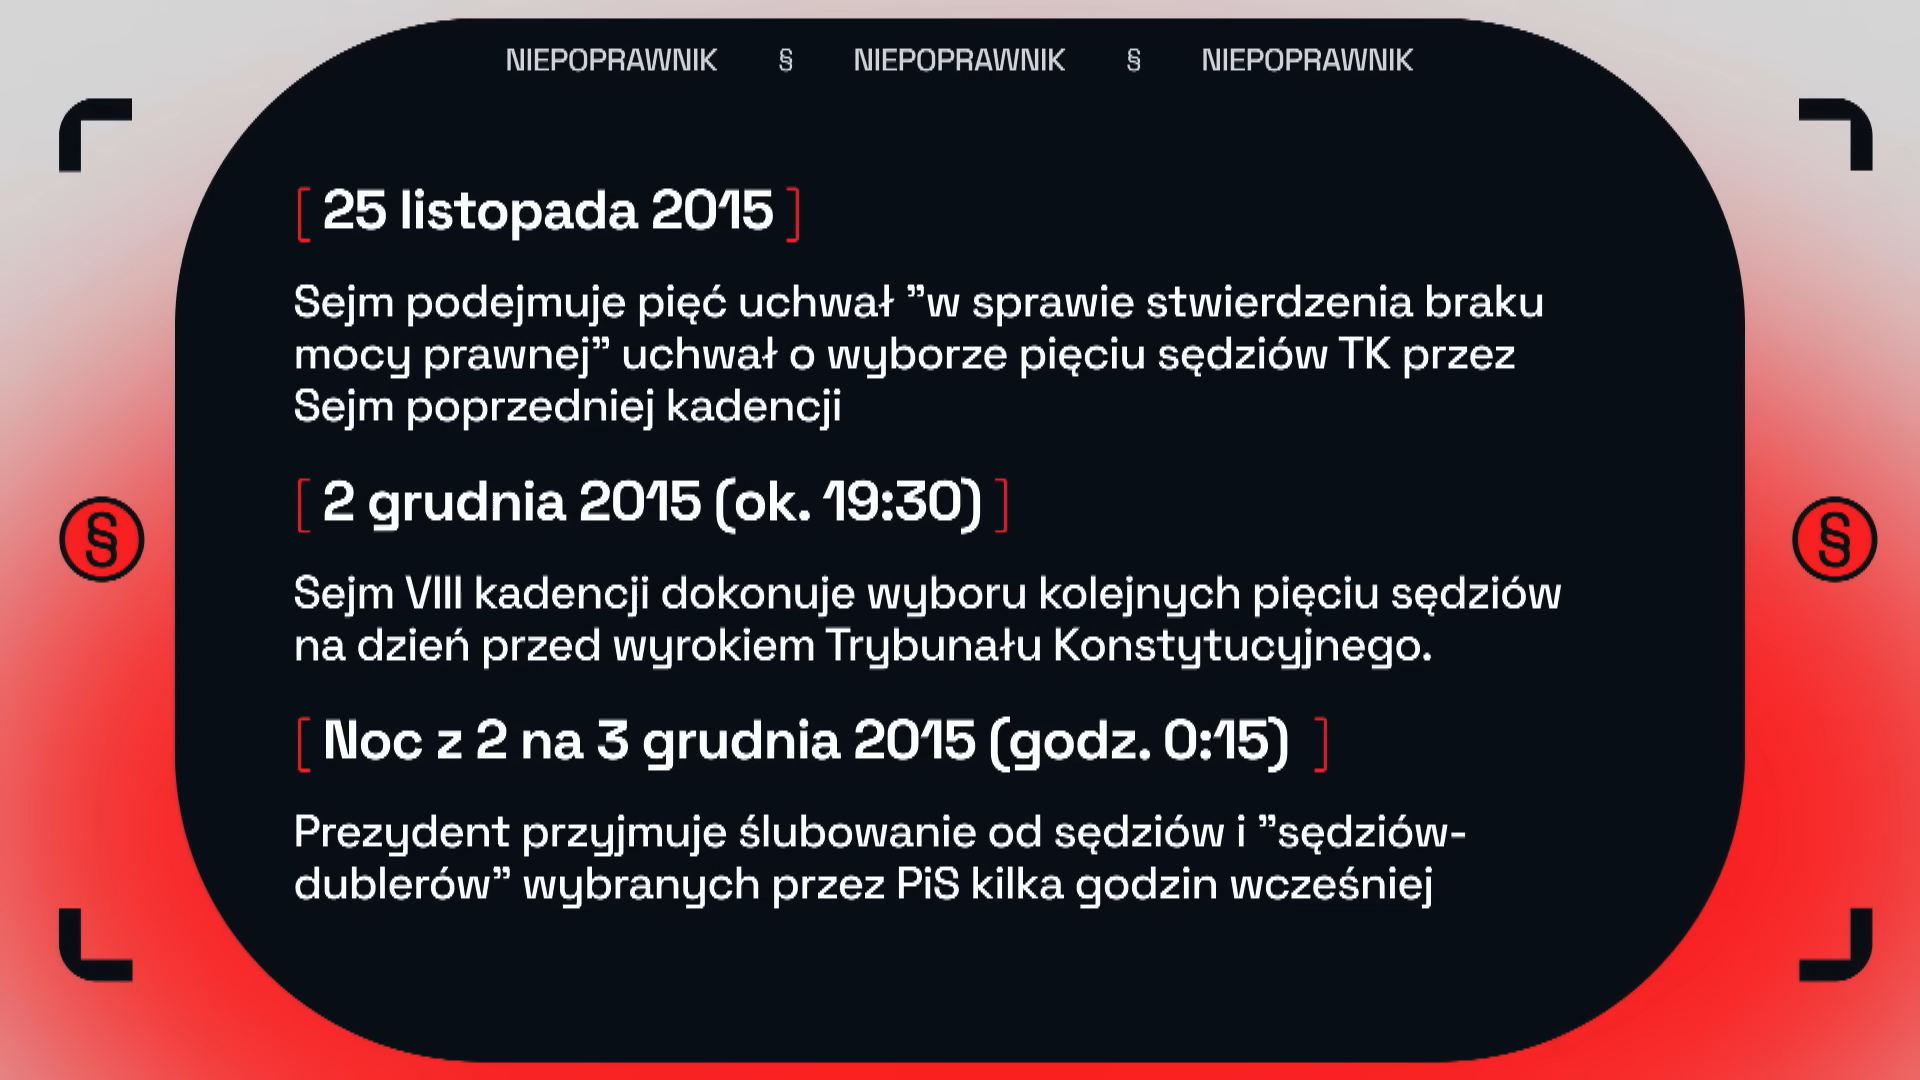 NIEPOPRAWNIK § NIEPOPRAWNIK § NIEPOPRAWNIK
[ 25 listopada 2015 ]
Sejm podejmuje pięć uchwał ”w sprawie stwierdzenia braku
mocy prawnej” uchwał o wyborze pięciu sędziów TK przez
Sejm poprzedniej kadencji
[ 2 grudnia 2015 (ok. 19:30) ]
§ §
Sejm VIII kadencji dokonuje wyboru kolejnych pięciu sędziów
na dzień przed wyrokiem Trybunału Konstytucyjnego.
[ Noc z 2 na 3 grudnia 2015 (godz. 0:15) ]
Prezydent przyjmuje ślubowanie od sędziów i ”sędziów-
dublerów” wybranych przez PiS kilka godzin wcześniej